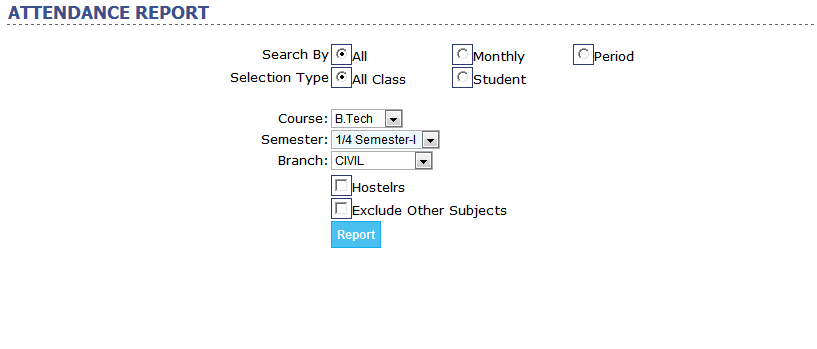 ATTENDANCE REPORT
Search By All Monthly Period
Selection Type All Class Student
Course: B.Tech
Semester: 1/4 Semester-I
Branch: CIVIL
Hostelrs
Exclude Other Subjects
Report